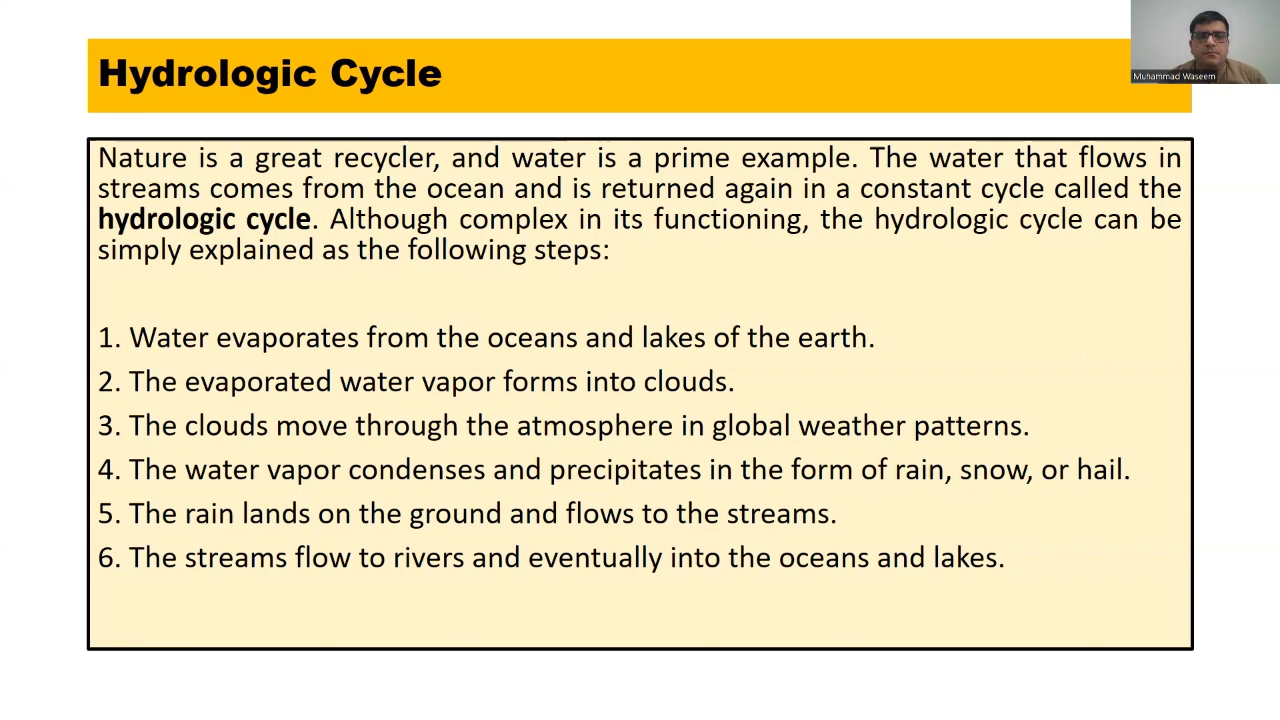 Hydrologic Cycle
Muhammad Waseem
Nature is a great recycler, and water is a prime example. The water that flows in
streams comes from the ocean and is returned again in a constant cycle called the
hydrologic cycle. Although complex in its functioning, the hydrologic cycle can be
simply explained as the following steps:
1. Water evaporates from the oceans and lakes of the earth.
2. The evaporated water vapor forms into clouds.
3. The clouds move through the atmosphere in global weather patterns.
4. The water vapor condenses and precipitates in the form of rain, snow, or hail.
5. The rain lands on the ground and flows to the streams.
6. The streams flow to rivers and eventually into the oceans and lakes.